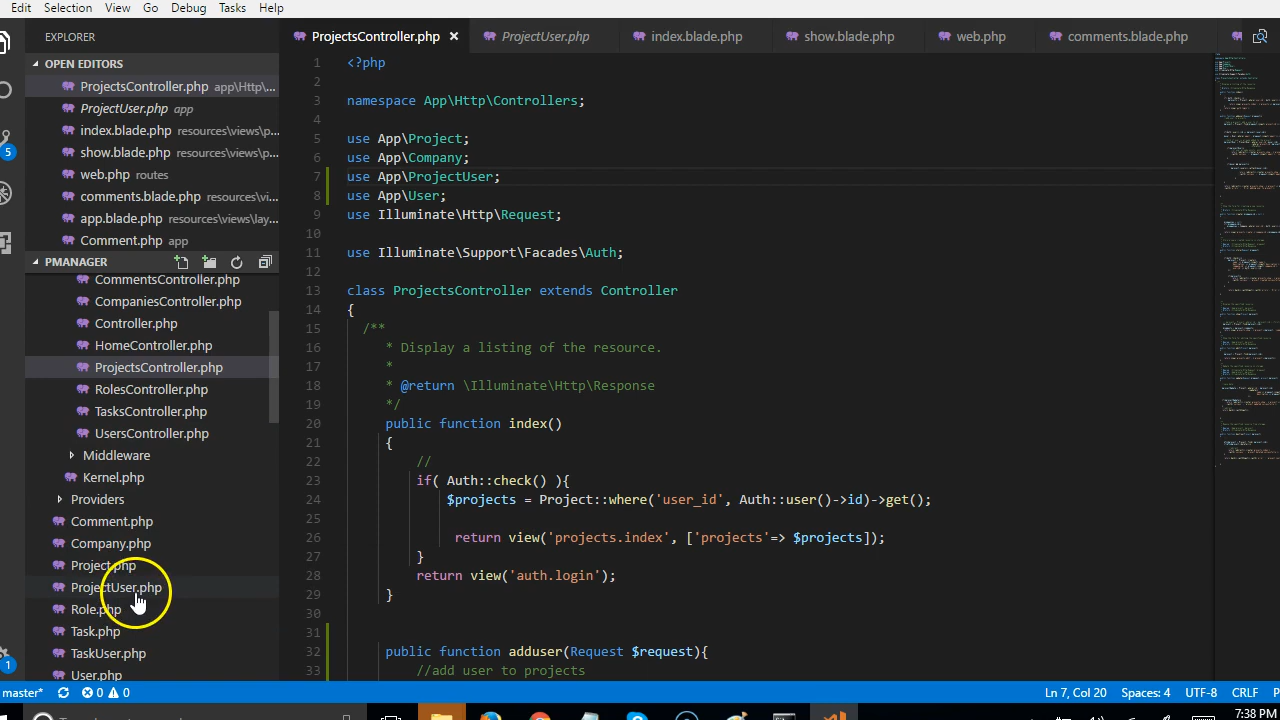 Edit Selection View Go Debug Tasks Help
EXPLORER
OPEN EDITORS
ProjectsController.php app\Http\...
ProjectUser.php app
index.blade.php resources\views\p...
show.blade.php resources\views\p...
web.php routes
comments.blade.php resources\vi...
app.blade.php resources\views\lay...
Comment.php app
PMANAGER
CommentsController.php
CompaniesController.php
Controller.php
HomeController.php
ProjectsController.php
RolesController.php
TasksController.php
UsersController.php
Middleware
Kernel.php
Providers
Comment.php
Company.php
Project.php
ProjectUser.php
Role.php
Task.php
TaskUser.php
User.php
5
1
ProjectsController.php ProjectUser.php index.blade.php show.blade.php web.php comments.blade.php
1 <?php
2
3 namespace App\Http\Controllers;
4
5 use App\Project;
6 use App\Company;
7 use App\ProjectUser;
8 use App\User;
9 use Illuminate\Http\Request;
10
11 use Illuminate\Support\Facades\Auth;
12
13 class ProjectsController extends Controller
14 {
15 /**
16 * Display a listing of the resource.
17 *
18 * @return \Illuminate\Http\Response
19 */
20 public function index()
21 {
22 //
23 if( Auth::check() ){
24 $projects = Project::where('user_id', Auth::user()->id)->get();
25
26 return view('projects.index', ['projects'=> $projects]);
27 }
28 return view('auth.login');
29 }
30
31
32 public function adduser(Request $request){
33 //add user to projects
master* 0 0 Ln 7, Col 20 Spaces: 4 UTF-8 CRLF
7:38 PM